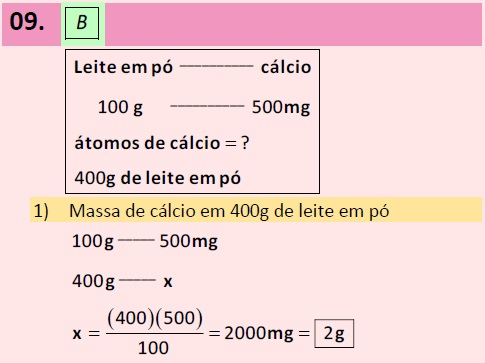 09. B
Leite em pó ————— cálcio
100 g ————— 500mg
átomos de cálcio = ?
400g de leite em pó
1) Massa de cálcio em 400g de leite em pó
100g ——— 500mg
400g ——— x
x = (400)(500) / 100 = 2000mg = 2g